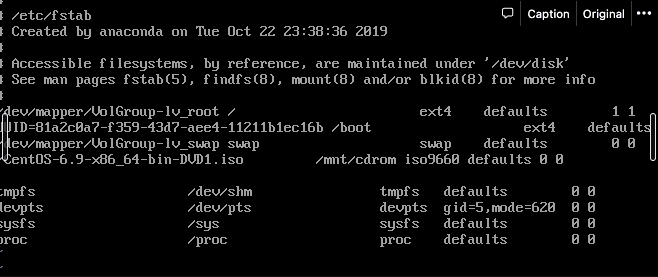 Caption Original
# /etc/fstab
# Created by anaconda on Tue Oct 22 23:38:36 2019
#
# Accessible filesystems, by reference, are maintained under '/dev/disk'
# See man pages fstab(5), findfs(8), mount(8) and/or blkid(8) for more info
#
/dev/mapper/VolGroup-lv_root / ext4 defaults 1 1
UUID=81a2c0a7-f359-43d7-aee4-11211b1ec16b /boot ext4 defaults
/dev/mapper/VolGroup-lv_swap swap swap defaults 0 0
/CentOS-6.9-x86_64-bin-DVD1.iso /mnt/cdrom iso9660 defaults 0 0
tmpfs /dev/shm tmpfs defaults 0 0
devpts /dev/pts devpts gid=5,mode=620 0 0
sysfs /sys sysfs defaults 0 0
proc /proc proc defaults 0 0
~
~